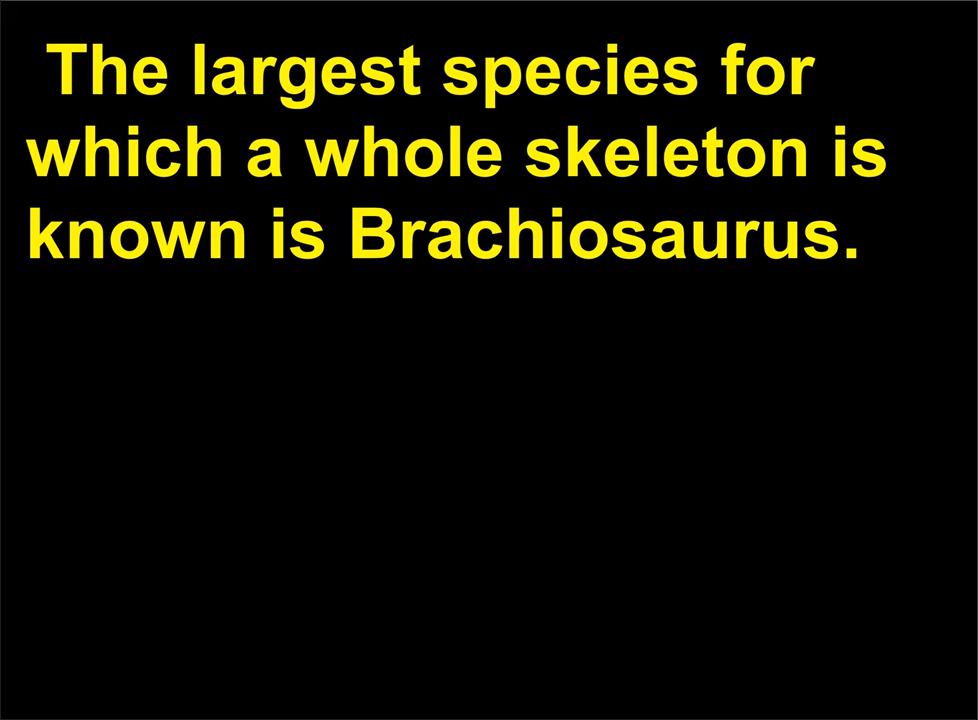 The largest species for
which a whole skeleton is
known is Brachiosaurus.